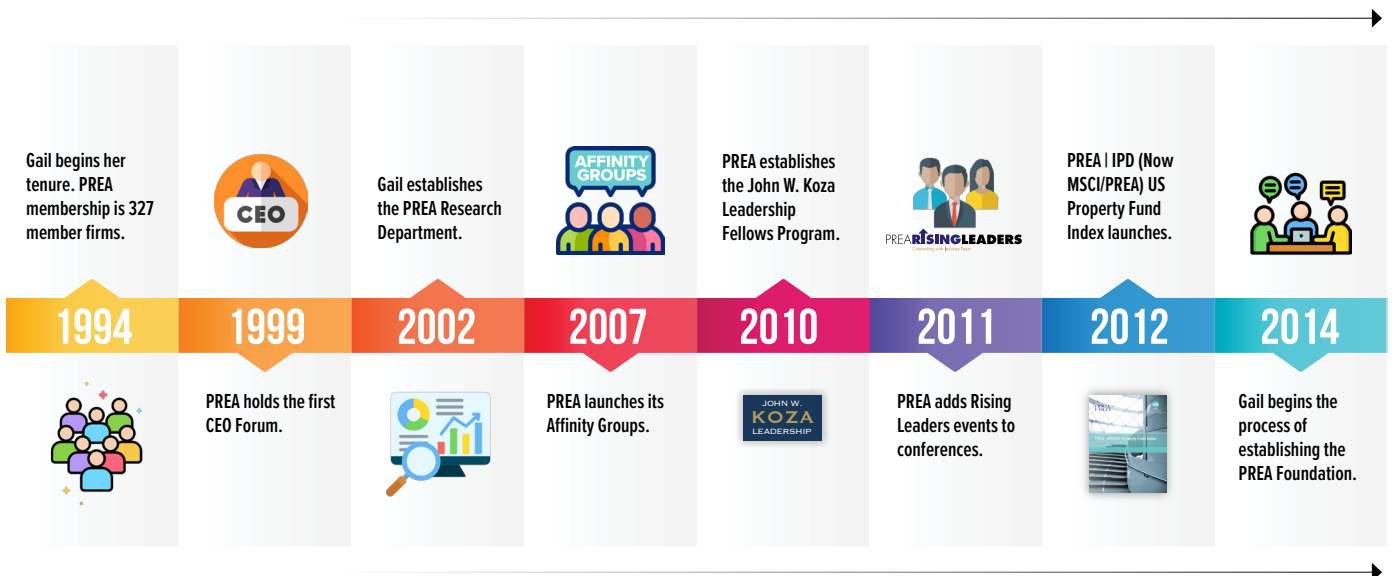 Gail begins her
tenure. PREA
membership is 327
member firms.
1994
CEO
1999
PREA holds the first
CEO Forum.
Gail establishes
the PREA Research
Department.
2002
AFFINITY
GROUPS
2007
PREA launches its
Affinity Groups.
PREA establishes
the John W. Koza
Leadership
Fellows Program.
2010
JOHN W.
KOZA
LEADERSHIP
PREARISINGLEADERS
Connecting with Industry Peers
2011
PREA adds Rising
Leaders events to
conferences.
PREA | IPD (Now
MSCI/PREA) US
Property Fund
Index launches.
2012
2014
Gail begins the
process of
establishing the
PREA Foundation.